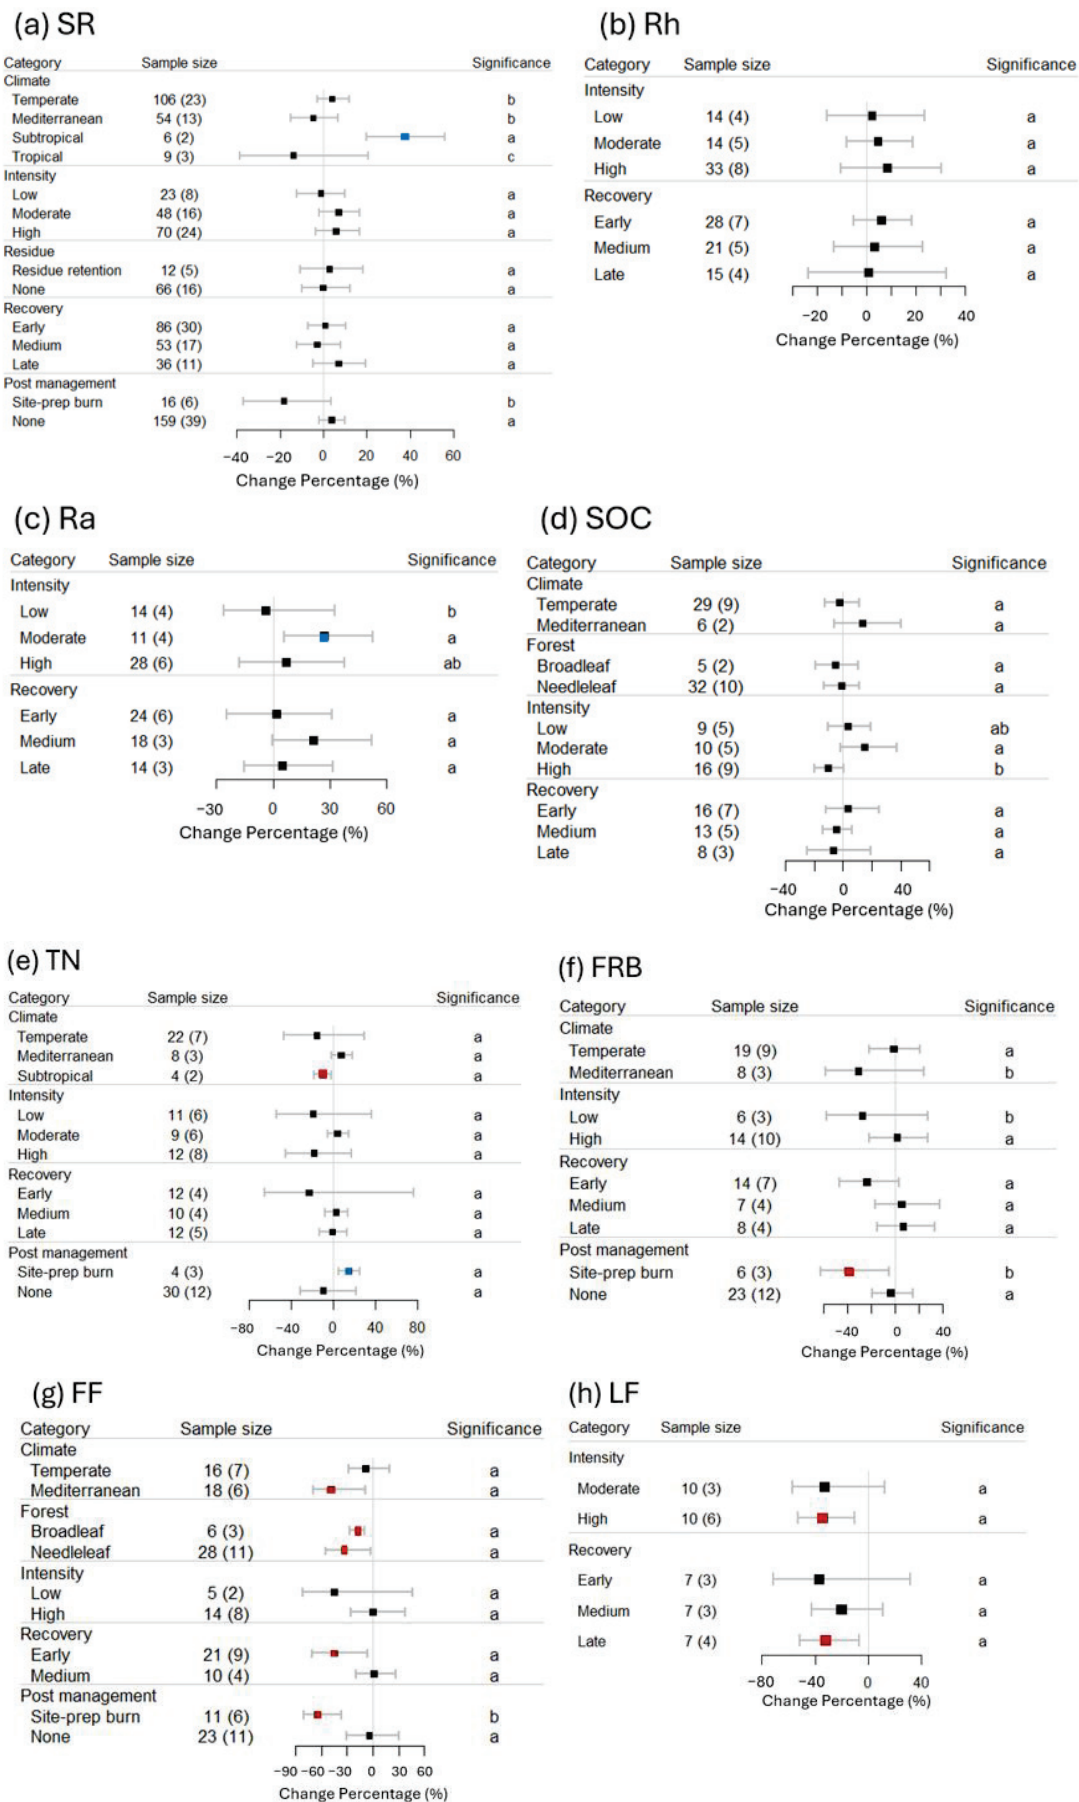 (a) SR
Category Sample size Significance
Climate
Temperate 106 (23) b
Mediterranean 54 (13) b
Subtropical 6 (2) a
Tropical 9 (3) c
Intensity
Low 23 (8) a
Moderate 48 (16) a
High 70 (24) a
Residue
Residue retention 12 (5) a
None 66 (16) a
Recovery
Early 86 (30) a
Medium 53 (17) a
Late 36 (11) a
Post management
Site-prep burn 16 (6) b
None 159 (39) a
−40 −20 0 20 40 60
Change Percentage (%)
(b) Rh
Category Sample size Significance
Intensity
Low 14 (4) a
Moderate 14 (5) a
High 33 (8) a
Recovery
Early 28 (7) a
Medium 21 (5) a
Late 15 (4) a
−20 0 20 40
Change Percentage (%)
(c) Ra
Category Sample size Significance
Intensity
Low 14 (4) b
Moderate 11 (4) a
High 28 (6) ab
Recovery
Early 24 (6) a
Medium 18 (3) a
Late 14 (3) a
−30 0 30 60
Change Percentage (%)
(d) SOC
Category Sample size Significance
Climate
Temperate 29 (9) a
Mediterranean 6 (2) a
Forest
Broadleaf 5 (2) a
Needleleaf 32 (10) a
Intensity
Low 9 (5) ab
Moderate 10 (5) a
High 16 (9) b
Recovery
Early 16 (7) a
Medium 13 (5) a
Late 8 (3) a
−40 0 40
Change Percentage (%)
(e) TN
Category Sample size Significance
Climate
Temperate 22 (7) a
Mediterranean 8 (3) a
Subtropical 4 (2) a
Intensity
Low 11 (6) a
Moderate 9 (6) a
High 12 (8) a
Recovery
Early 12 (4) a
Medium 10 (4) a
Late 12 (5) a
Post management
Site-prep burn 4 (3) a
None 30 (12) a
−80 −40 0 40 80
Change Percentage (%)
(f) FRB
Category Sample size Significance
Climate
Temperate 19 (9) a
Mediterranean 8 (3) b
Intensity
Low 6 (3) b
High 14 (10) a
Recovery
Early 14 (7) a
Medium 7 (4) a
Late 8 (4) a
Post management
Site-prep burn 6 (3) b
None 23 (12) a
−40 0 40
Change Percentage (%)
(g) FF
Category Sample size Significance
Climate
Temperate 16 (7) a
Mediterranean 18 (6) a
Forest
Broadleaf 6 (3) a
Needleleaf 28 (11) a
Intensity
Low 5 (2) a
High 14 (8) a
Recovery
Early 21 (9) a
Medium 10 (4) a
Post management
Site-prep burn 11 (6) b
None 23 (11) a
−90 −60 −30 0 30 60
Change Percentage (%)
(h) LF
Category Sample size Significance
Intensity
Moderate 10 (3) a
High 10 (6) a
Recovery
Early 7 (3) a
Medium 7 (3) a
Late 7 (4) a
−80 −40 0 40
Change Percentage (%)